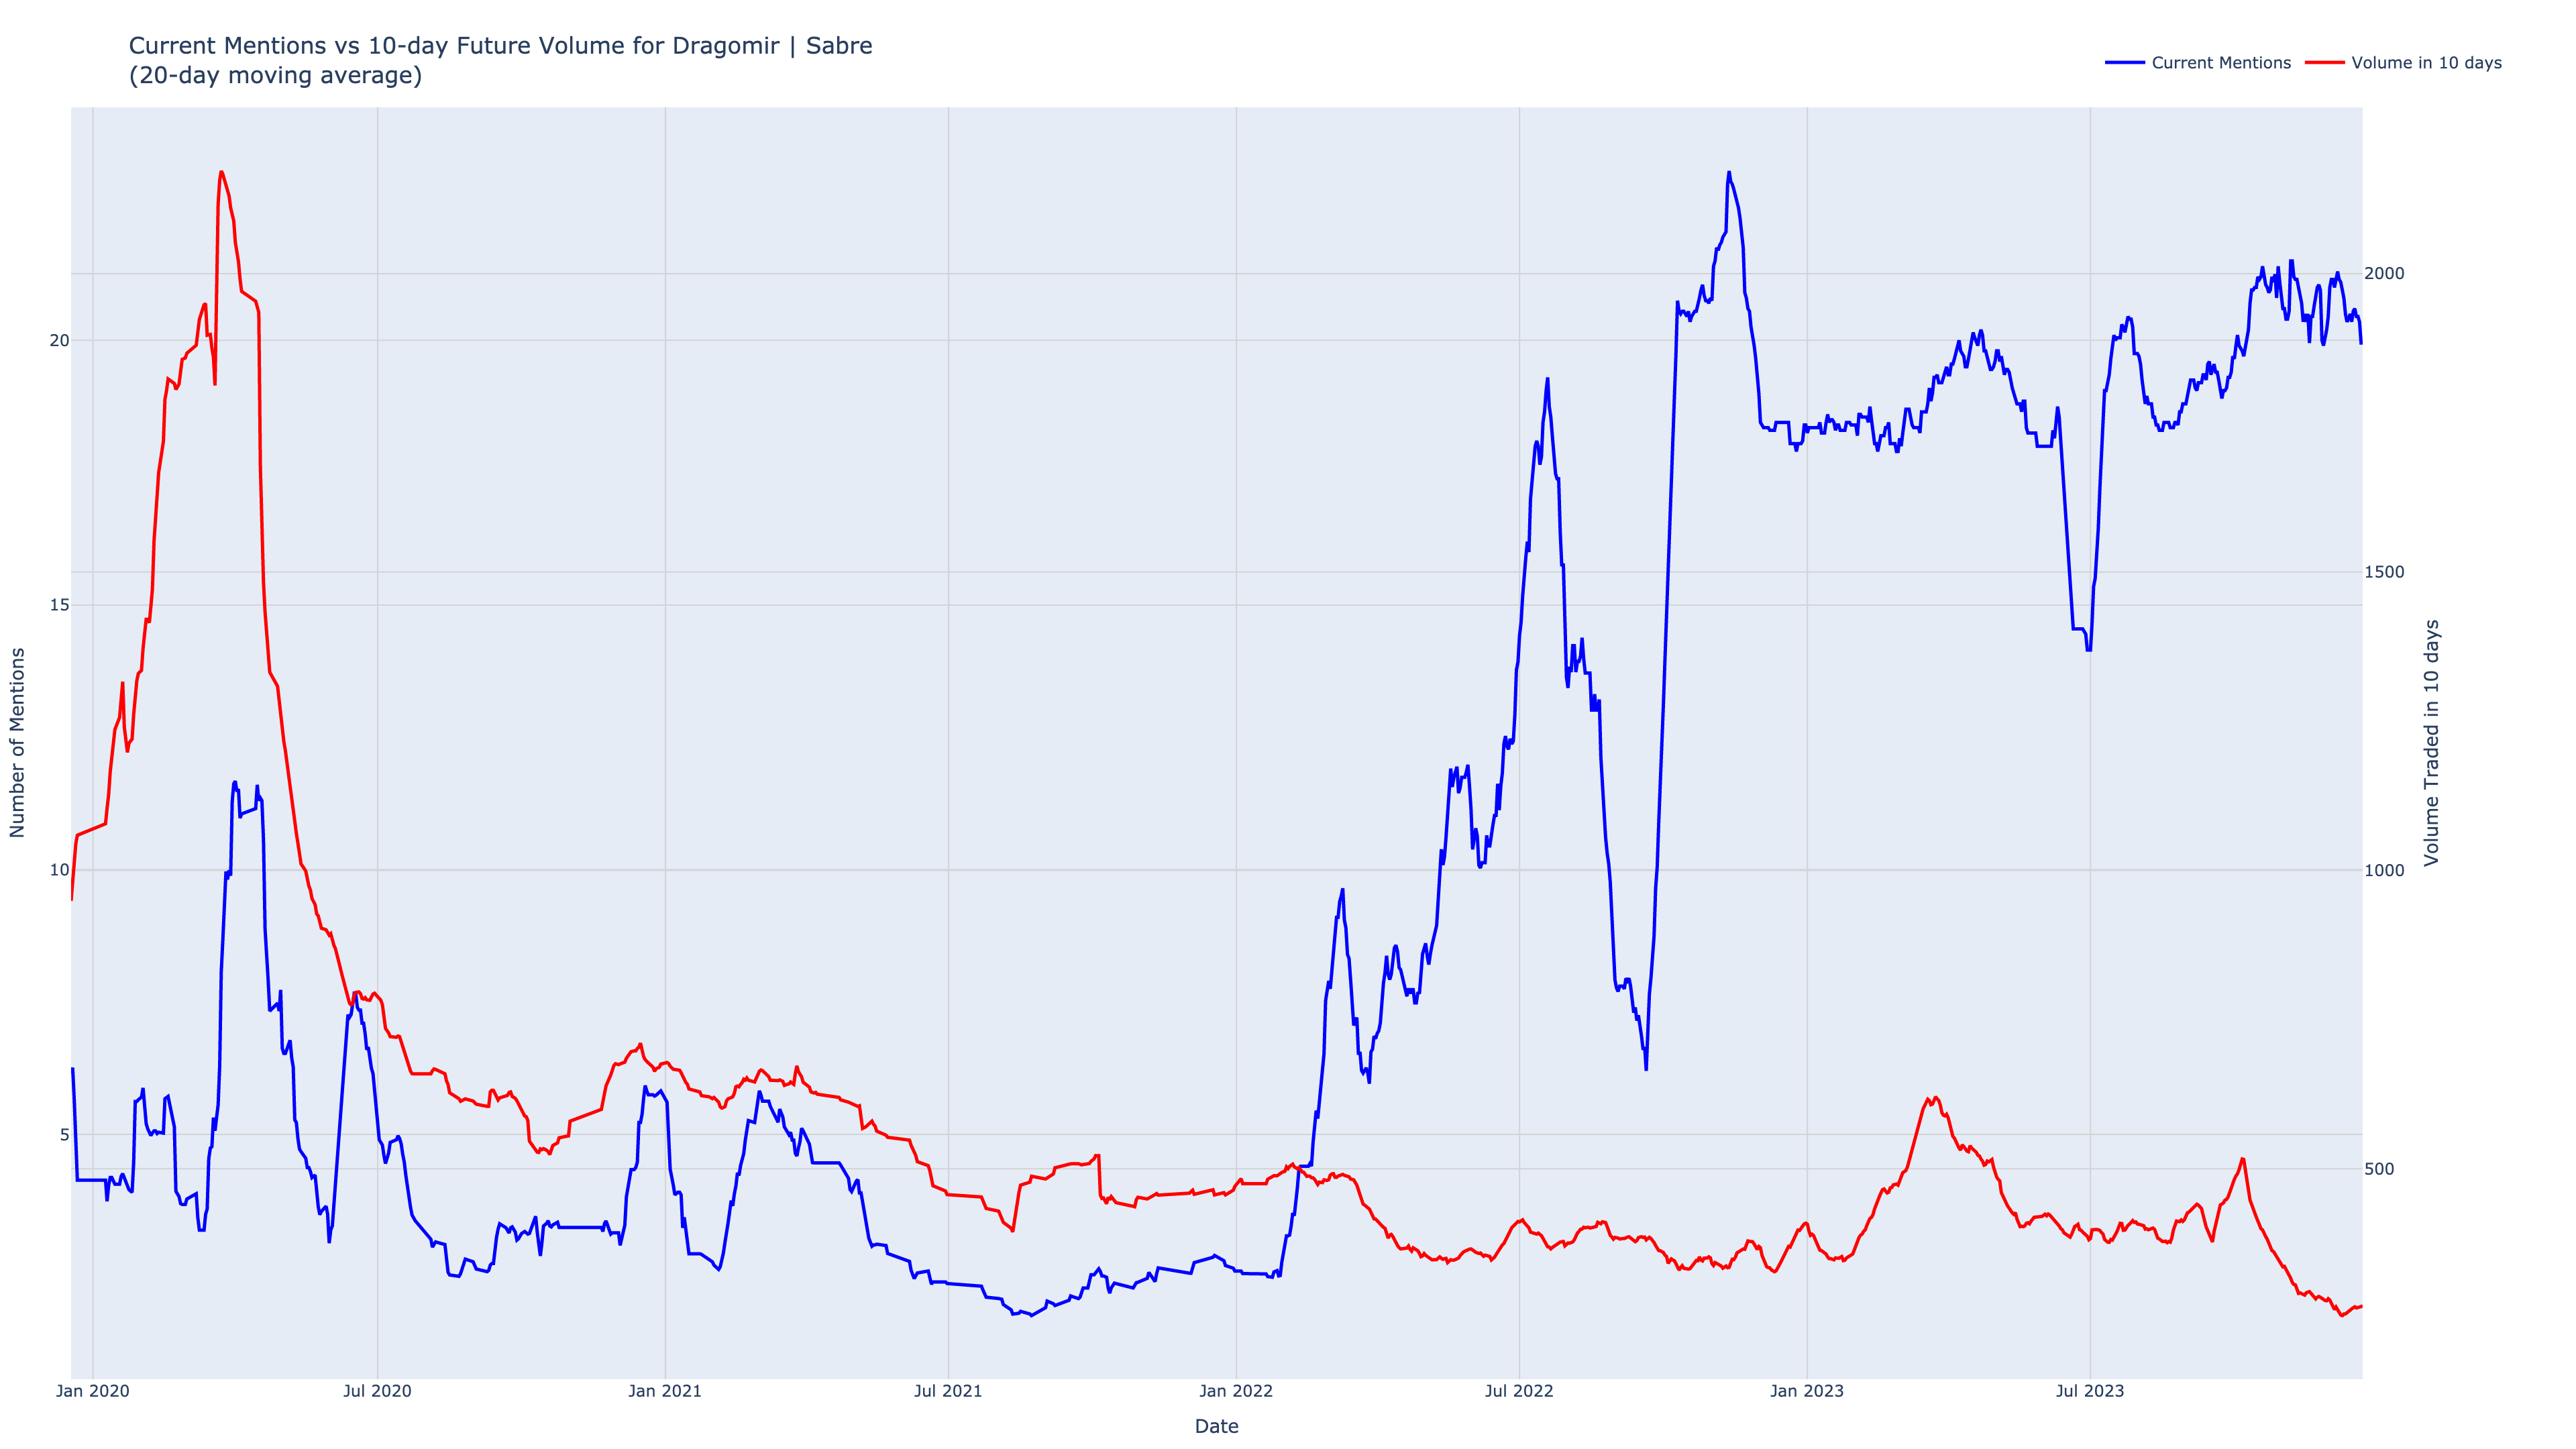 Current Mentions vs 10-day Future Volume for Dragomir | Sabre
(20-day moving average)
Current Mentions
Volume in 10 days
20
15
10
5
Number of Mentions
2000
1500
1000
500
Volume Traded in 10 days
Jan 2020
Jul 2020
Jan 2021
Jul 2021
Jan 2022
Jul 2022
Jan 2023
Jul 2023
Date